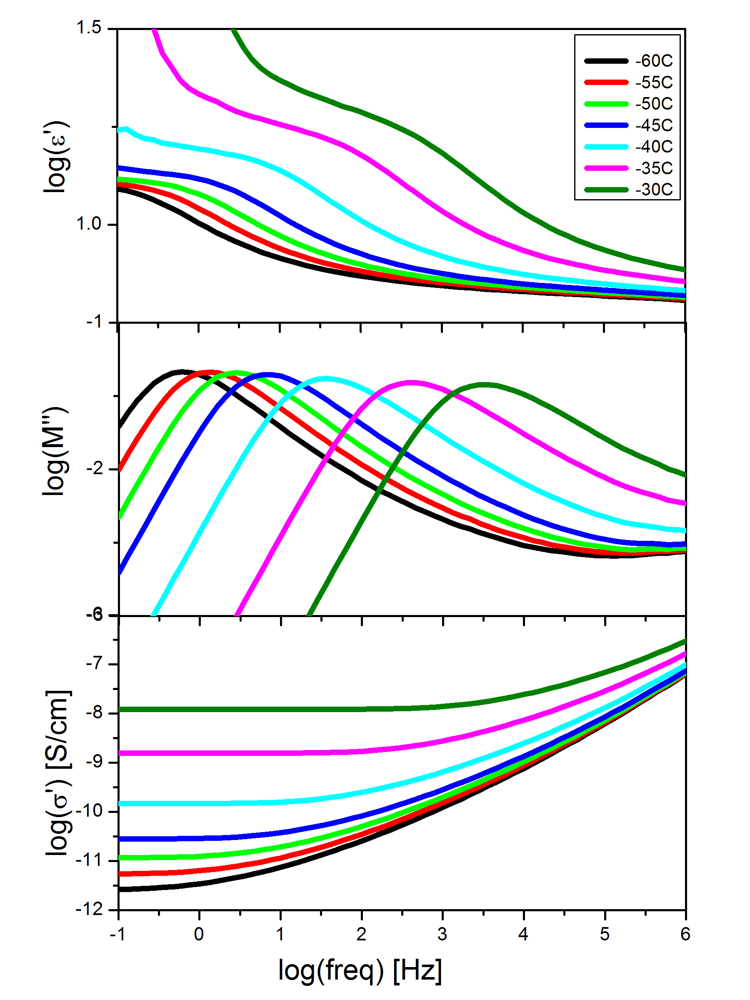 1.5
-60C
-55C
-50C
-45C
-40C
-35C
-30C
log(ε')
1.0
-1
log(M")
-2
-6
log(σ') [S/cm]
-7
-8
-9
-10
-11
-12
-1 0 1 2 3 4 5 6
log(freq) [Hz]